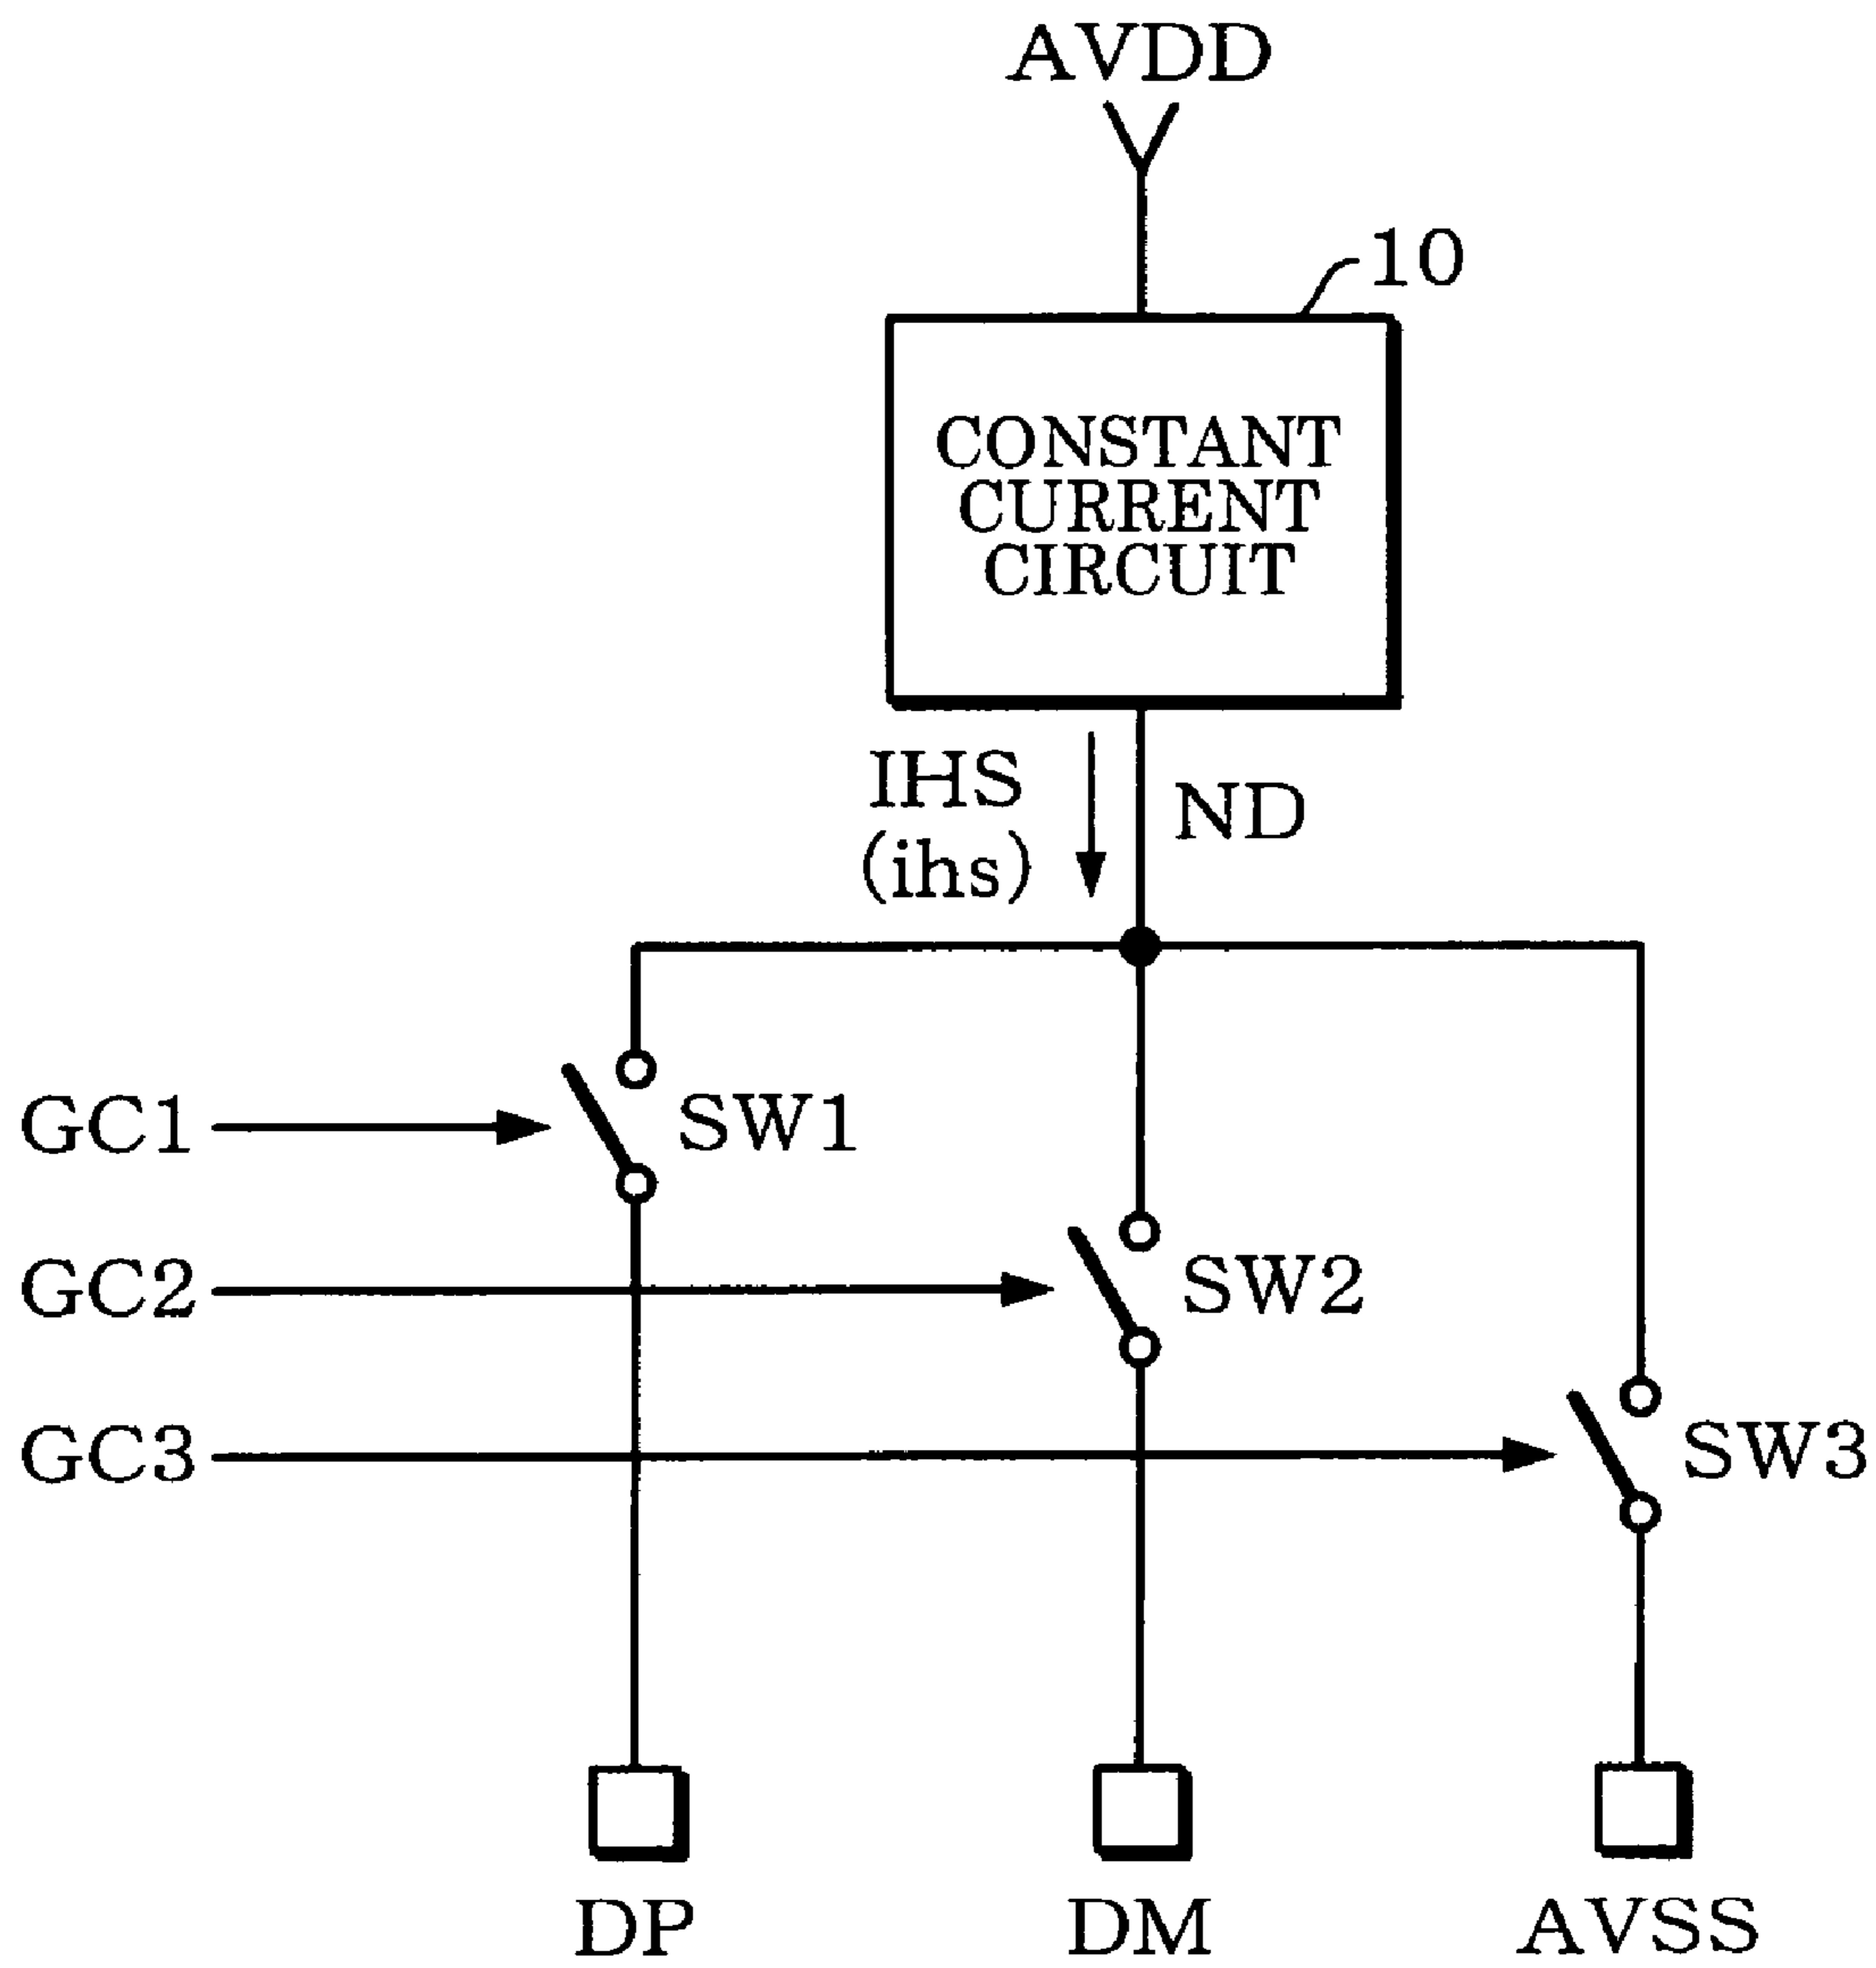 AVDD
10
CONSTANT
CURRENT
CIRCUIT
IHS
(ihs)
ND
GC1
SW1
GC2
SW2
GC3
SW3
DP
DM
AVSS